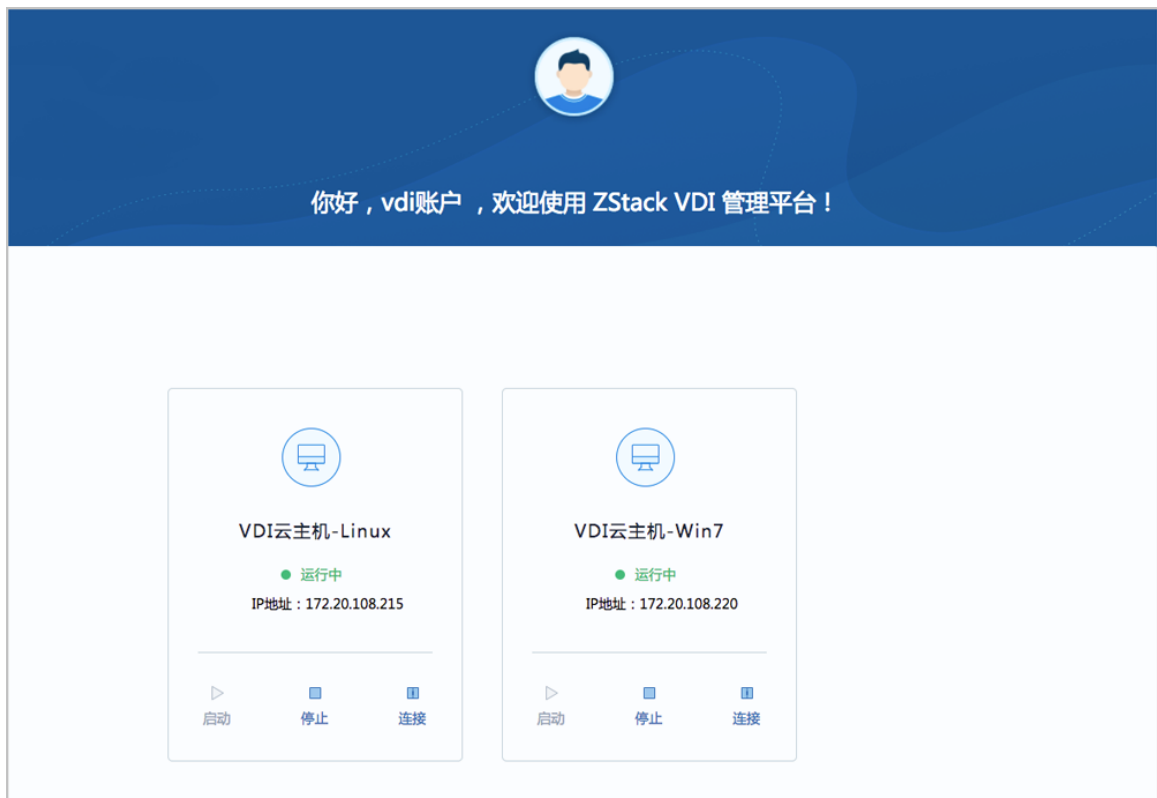 你好，vdi账户 ，欢迎使用 ZStack VDI 管理平台！
VDI云主机-Linux
运行中
IP地址：172.20.108.215
启动 停止 连接
VDI云主机-Win7
运行中
IP地址：172.20.108.220
启动 停止 连接